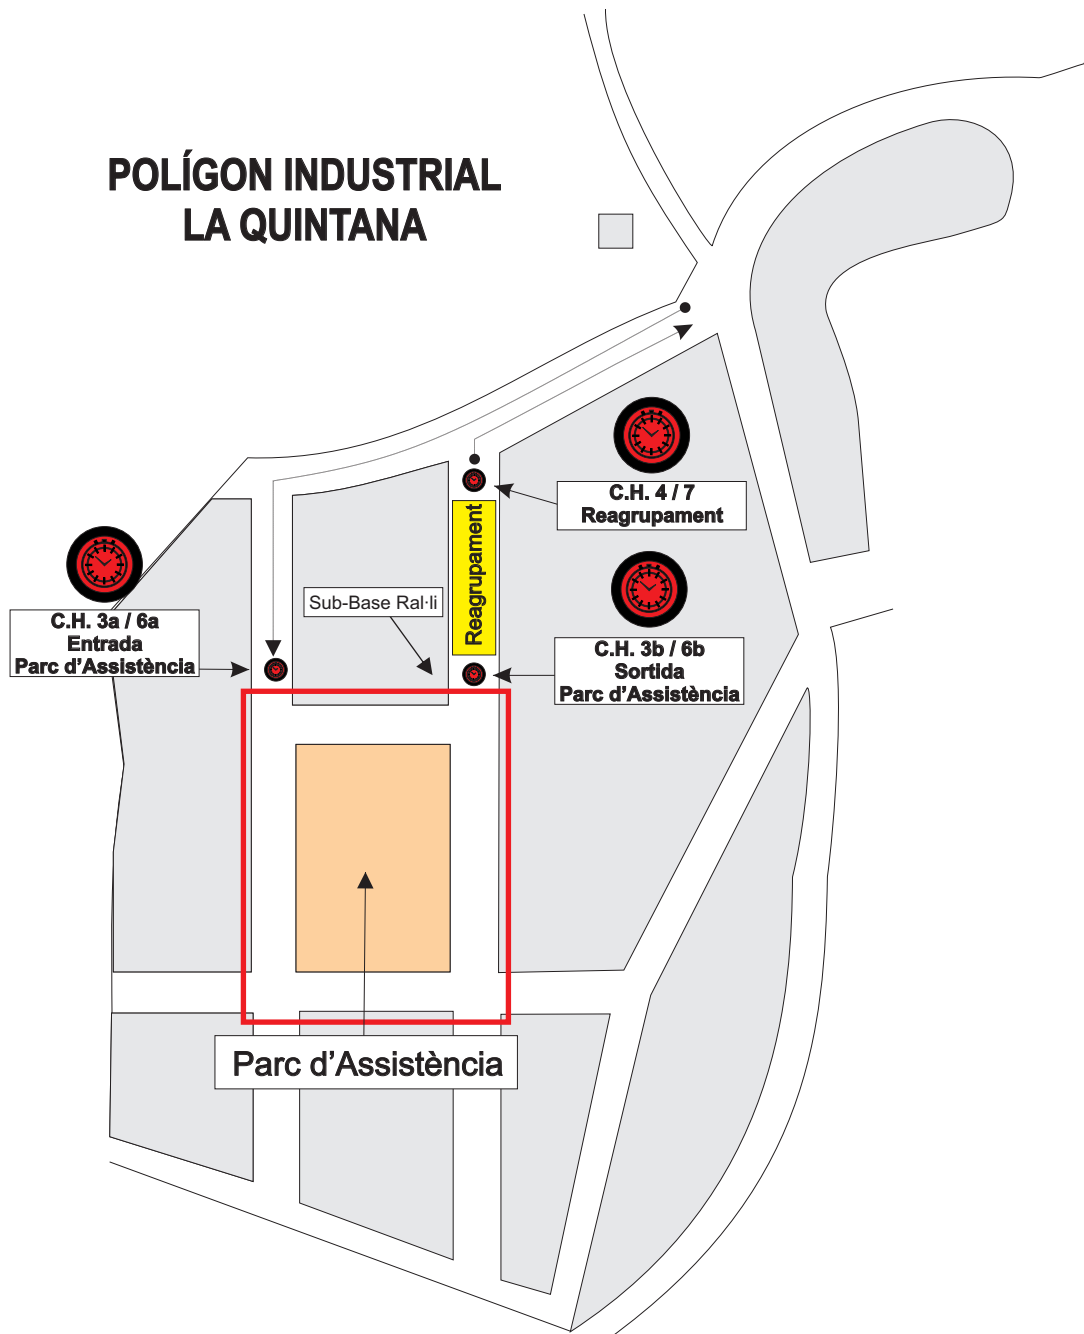 POLÍGON INDUSTRIAL
LA QUINTANA
C.H. 4 / 7
Reagrupament
Reagrupament
C.H. 3a / 6a
Entrada
Parc d'Assistència
Sub-Base Ral·li
C.H. 3b / 6b
Sortida
Parc d'Assistència
Parc d'Assistència